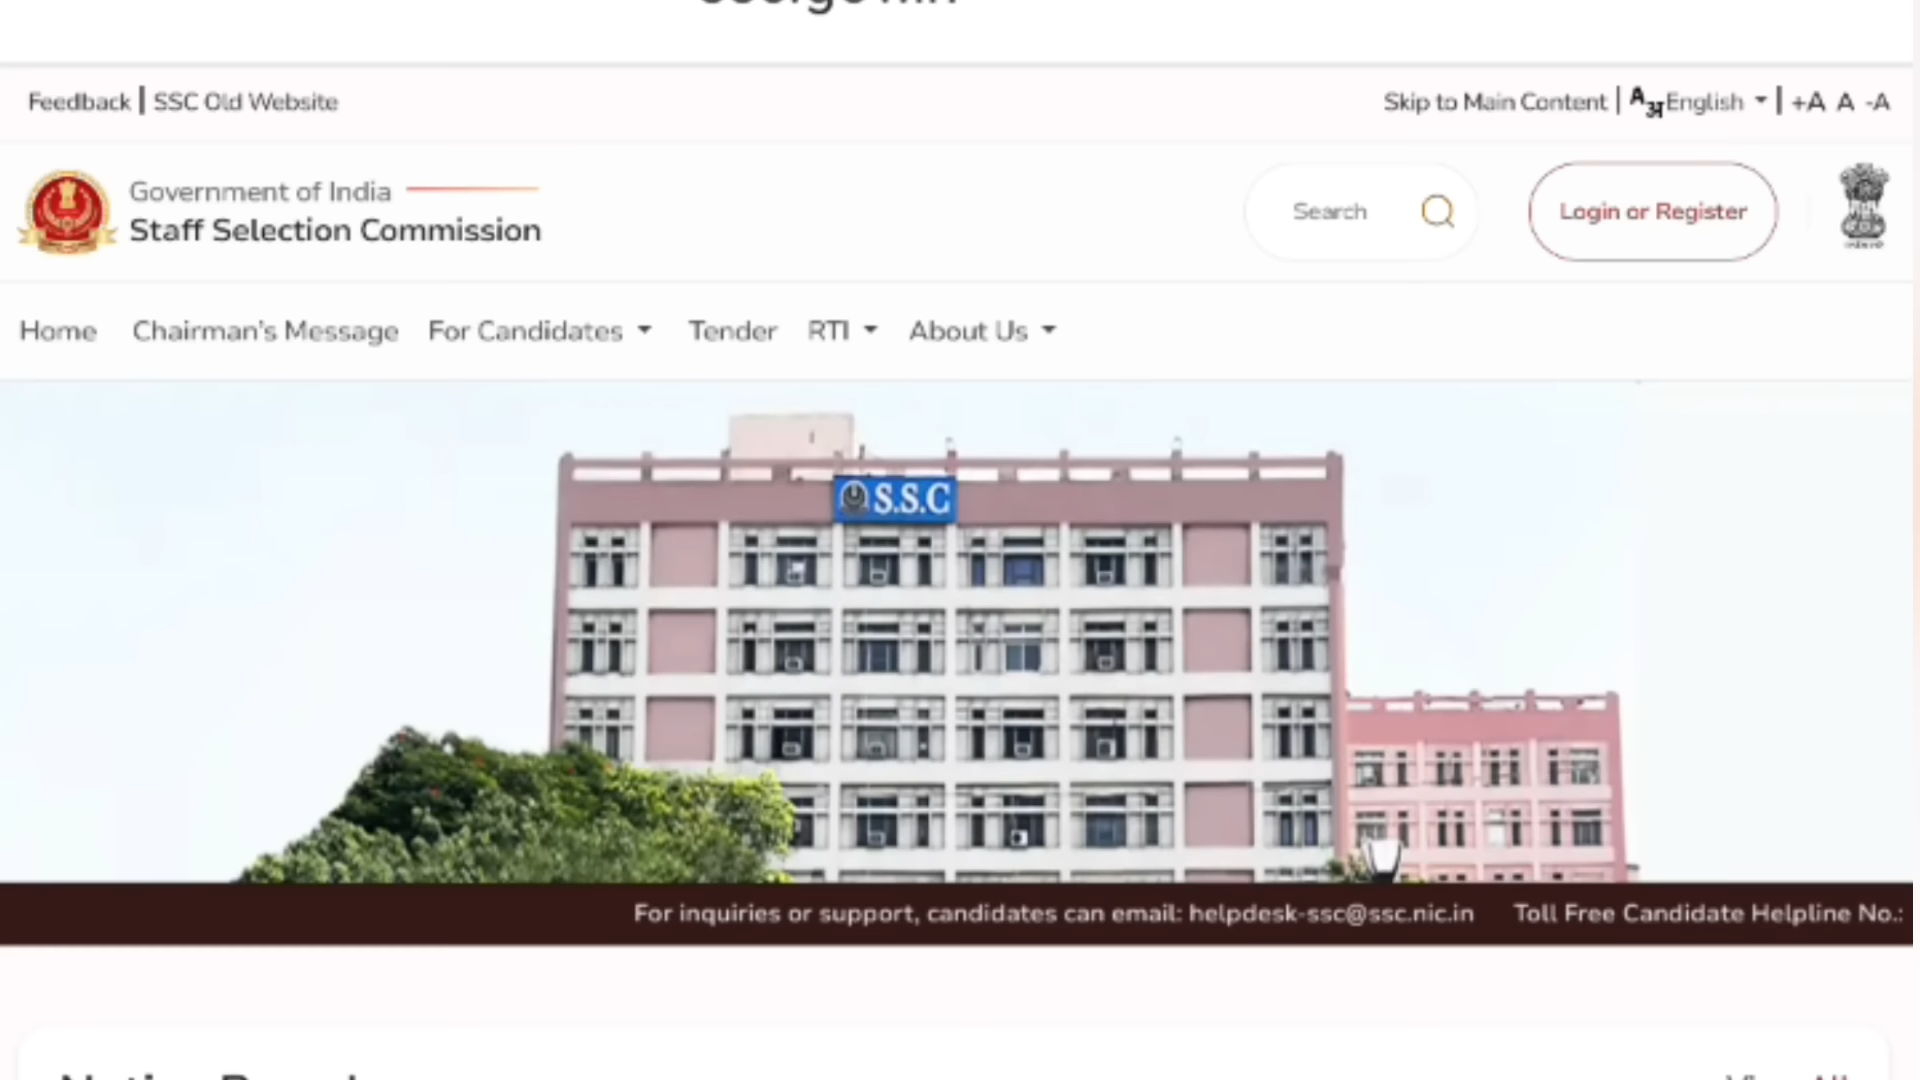 Feedback | SSC Old Website
Skip to Main Content | A अ English | +A A -A
Government of India
Staff Selection Commission
Search
Login or Register
Home Chairman's Message For Candidates Tender RTI About Us
S.S.C
For inquiries or support, candidates can email: helpdesk-ssc@ssc.nic.in Toll Free Candidate Helpline No.: